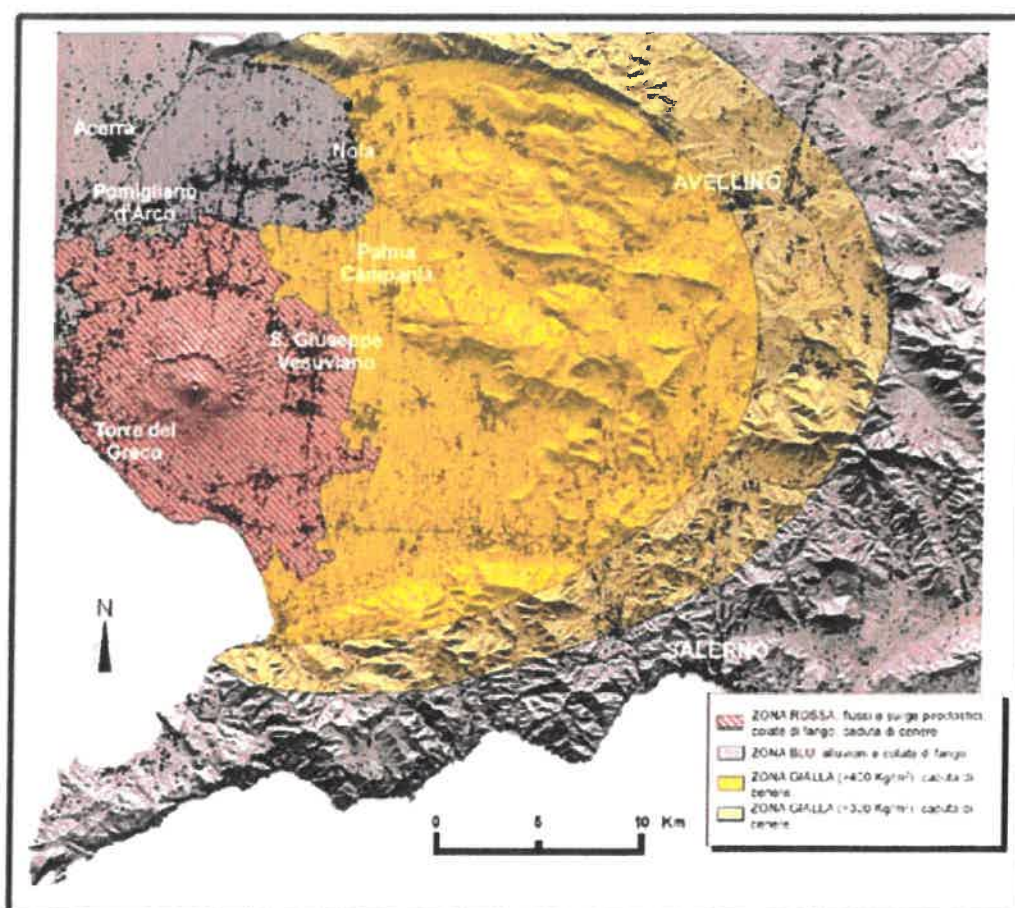 Acerra
Nola
Pomigliano
d'Arco
AVELLINO
Palma
Campania
S. Giuseppe
Vesuviano
Torre del
Greco
N
SALERNO
ZONA ROSSA: flussi e surge piroclastici,
colate di fango, caduta di cenere
ZONA BLU: alluvioni e colate di fango
ZONA GIALLA (>400 Kg/m²): caduta di
cenere
ZONA GIALLA (>300 Kg/m²): caduta di
cenere
0 5 10 Km